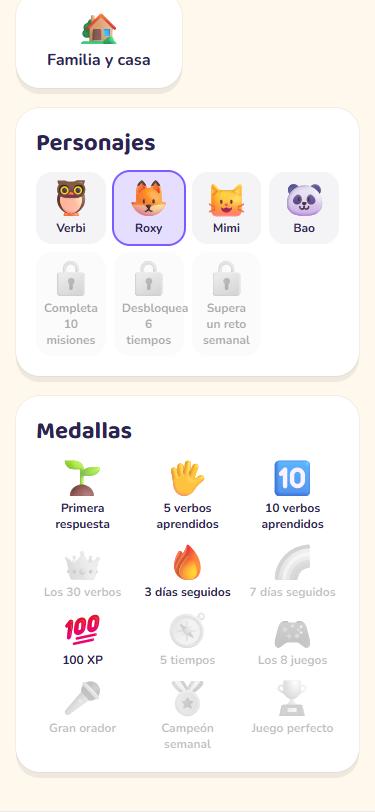 Familia y casa
Personajes
Verbi
Roxy
Mimi
Bao
Completa
10
misiones
Desbloquea
6
tiempos
Supera
un reto
semanal
Medallas
Primera
respuesta
5 verbos
aprendidos
10
10 verbos
aprendidos
Los 30 verbos
3 días seguidos
7 días seguidos
100
100 XP
5 tiempos
Los 8 juegos
Gran orador
Campeón
semanal
Juego perfecto